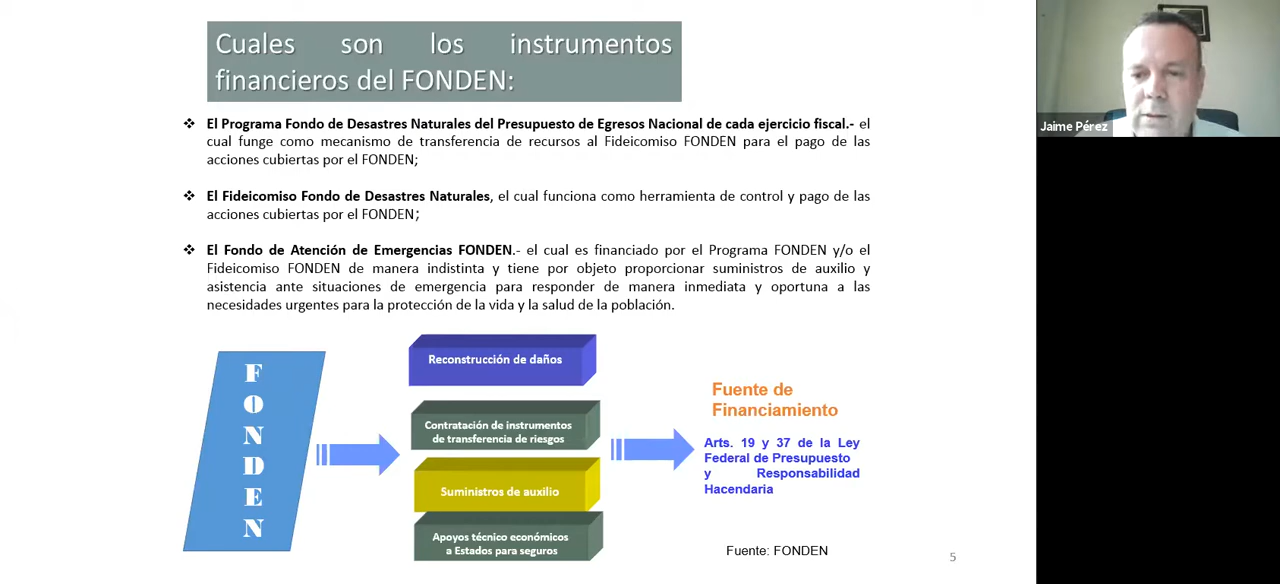 Cuales son los instrumentos
financieros del FONDEN:
Jaime Pérez
❖ El Programa Fondo de Desastres Naturales del Presupuesto de Egresos Nacional de cada ejercicio fiscal.- el
cual funge como mecanismo de transferencia de recursos al Fideicomiso FONDEN para el pago de las
acciones cubiertas por el FONDEN;
❖ El Fideicomiso Fondo de Desastres Naturales, el cual funciona como herramienta de control y pago de las
acciones cubiertas por el FONDEN;
❖ El Fondo de Atención de Emergencias FONDEN.- el cual es financiado por el Programa FONDEN y/o el
Fideicomiso FONDEN de manera indistinta y tiene por objeto proporcionar suministros de auxilio y
asistencia ante situaciones de emergencia para responder de manera inmediata y oportuna a las
necesidades urgentes para la protección de la vida y la salud de la población.
F
O
N
D
E
N
Reconstrucción de daños
Contratación de instrumentos
de transferencia de riesgos
Suministros de auxilio
Apoyos técnico económicos
a Estados para seguros
Fuente de
Financiamiento
Arts. 19 y 37 de la Ley
Federal de Presupuesto
y Responsabilidad
Hacendaria
Fuente: FONDEN
5